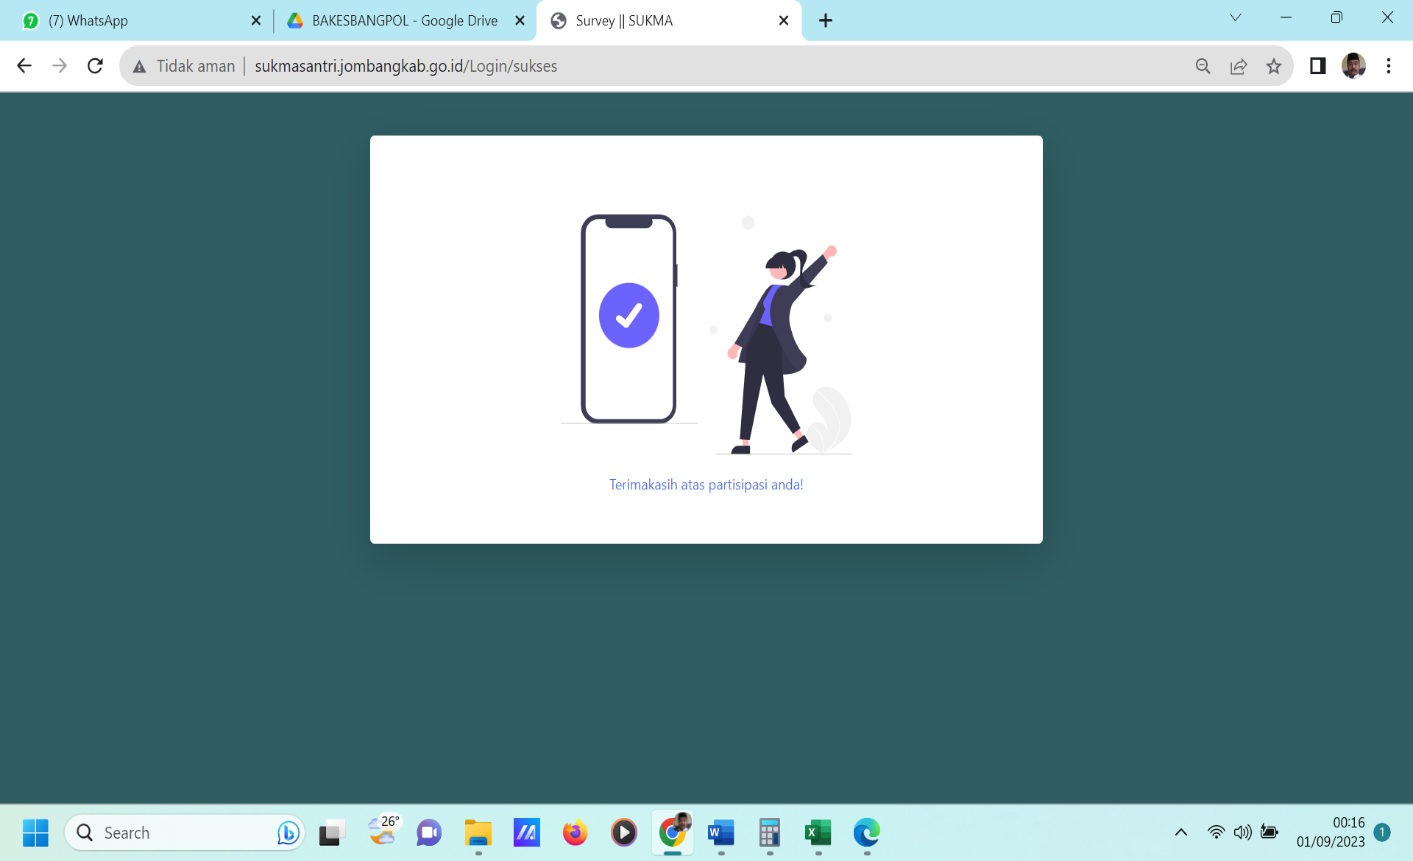 (7) WhatsApp
BAKESBANGPOL - Google Drive
Survey || SUKMA
Tidak aman
sukmasantri.jombangkab.go.id/Login/sukses
Terimakasih atas partisipasi anda!
Search
26°
00:16
01/09/2023
1